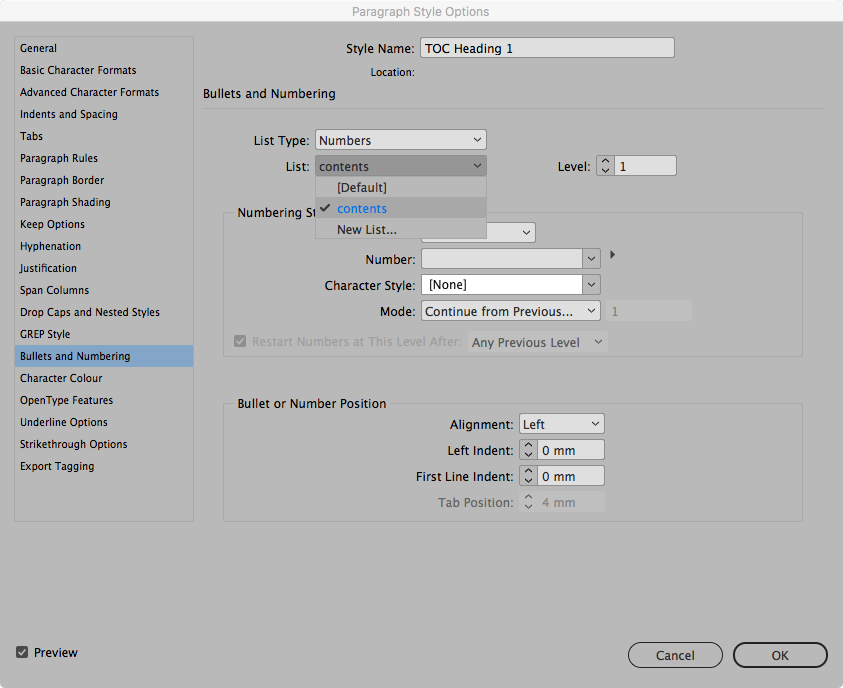 Paragraph Style Options
General
Basic Character Formats
Advanced Character Formats
Indents and Spacing
Tabs
Paragraph Rules
Paragraph Border
Paragraph Shading
Keep Options
Hyphenation
Justification
Span Columns
Drop Caps and Nested Styles
GREP Style
Bullets and Numbering
Character Colour
OpenType Features
Underline Options
Strikethrough Options
Export Tagging
Style Name: TOC Heading 1
Location:
Bullets and Numbering
List Type: Numbers
List: contents
Level: 1
[Default]
contents
New List...
Numbering St
Number:
Character Style: [None]
Mode: Continue from Previous... 1
Restart Numbers at This Level After: Any Previous Level
Bullet or Number Position
Alignment: Left
Left Indent: 0 mm
First Line Indent: 0 mm
Tab Position: 4 mm
Preview
Cancel
OK